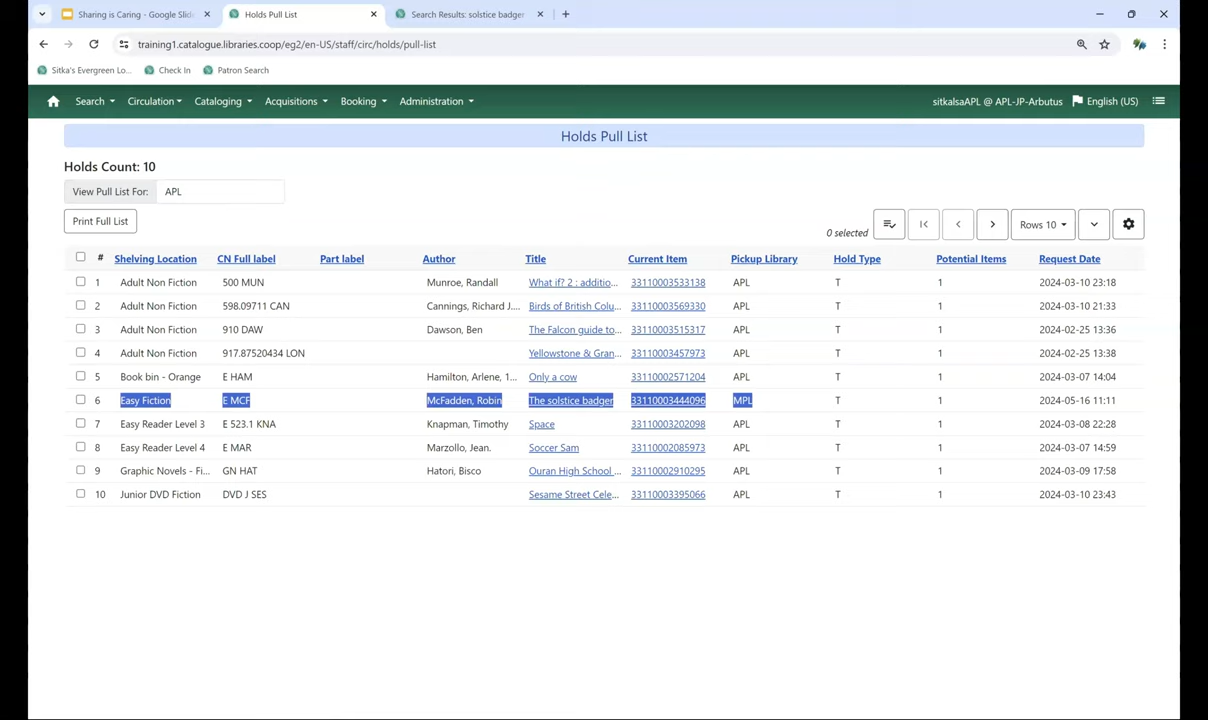 Sharing is Caring - Google Slid
Holds Pull List
Search Results: solstice badger
training1.catalogue.libraries.coop/eg2/en-US/staff/circ/holds/pull-list
Sitka's Evergreen Lo... Check In Patron Search
Search Circulation Cataloging Acquisitions Booking Administration sitkalsaAPL @ APL-JP-Arbutus English (US)
Holds Pull List
Holds Count: 10
View Pull List For: APL
Print Full List
0 selected Rows 10
# Shelving Location CN Full label Part label Author Title Current Item Pickup Library Hold Type Potential Items Request Date
1 Adult Non Fiction 500 MUN Munroe, Randall What if? 2 : additio... 33110003533138 APL T 1 2024-03-10 23:18
2 Adult Non Fiction 598.09711 CAN Cannings, Richard J.... Birds of British Colu... 33110003569330 APL T 1 2024-03-10 21:33
3 Adult Non Fiction 910 DAW Dawson, Ben The Falcon guide to... 33110003515317 APL T 1 2024-02-25 13:36
4 Adult Non Fiction 917.87520434 LON Yellowstone & Gran... 33110003457973 APL T 1 2024-02-25 13:38
5 Book bin - Orange E HAM Hamilton, Arlene, 1... Only a cow 33110002571204 APL T 1 2024-03-07 14:04
6 Easy Fiction E MCF McFadden, Robin The solstice badger 33110003444096 MPL T 1 2024-05-16 11:11
7 Easy Reader Level 3 E 523.1 KNA Knapman, Timothy Space 33110003202098 APL T 1 2024-03-08 22:28
8 Easy Reader Level 4 E MAR Marzollo, Jean. Soccer Sam 33110002085973 APL T 1 2024-03-07 14:59
9 Graphic Novels - Fi... GN HAT Hatori, Bisco Ouran High School ... 33110002910295 APL T 1 2024-03-09 17:58
10 Junior DVD Fiction DVD J SES Sesame Street Cele... 33110003395066 APL T 1 2024-03-10 23:43